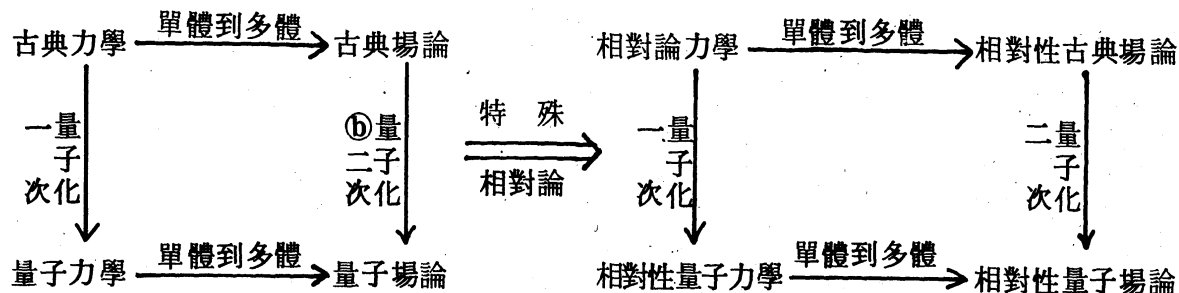 單體到多體 單體到多體
古典力學 古典場論 相對論力學 相對性古典場論
一量子次化 ⓑ量二子次化 特殊 一量子次化 二量子次化
相對論
單體到多體 單體到多體
量子力學 量子場論 相對性量子力學 相對性量子場論